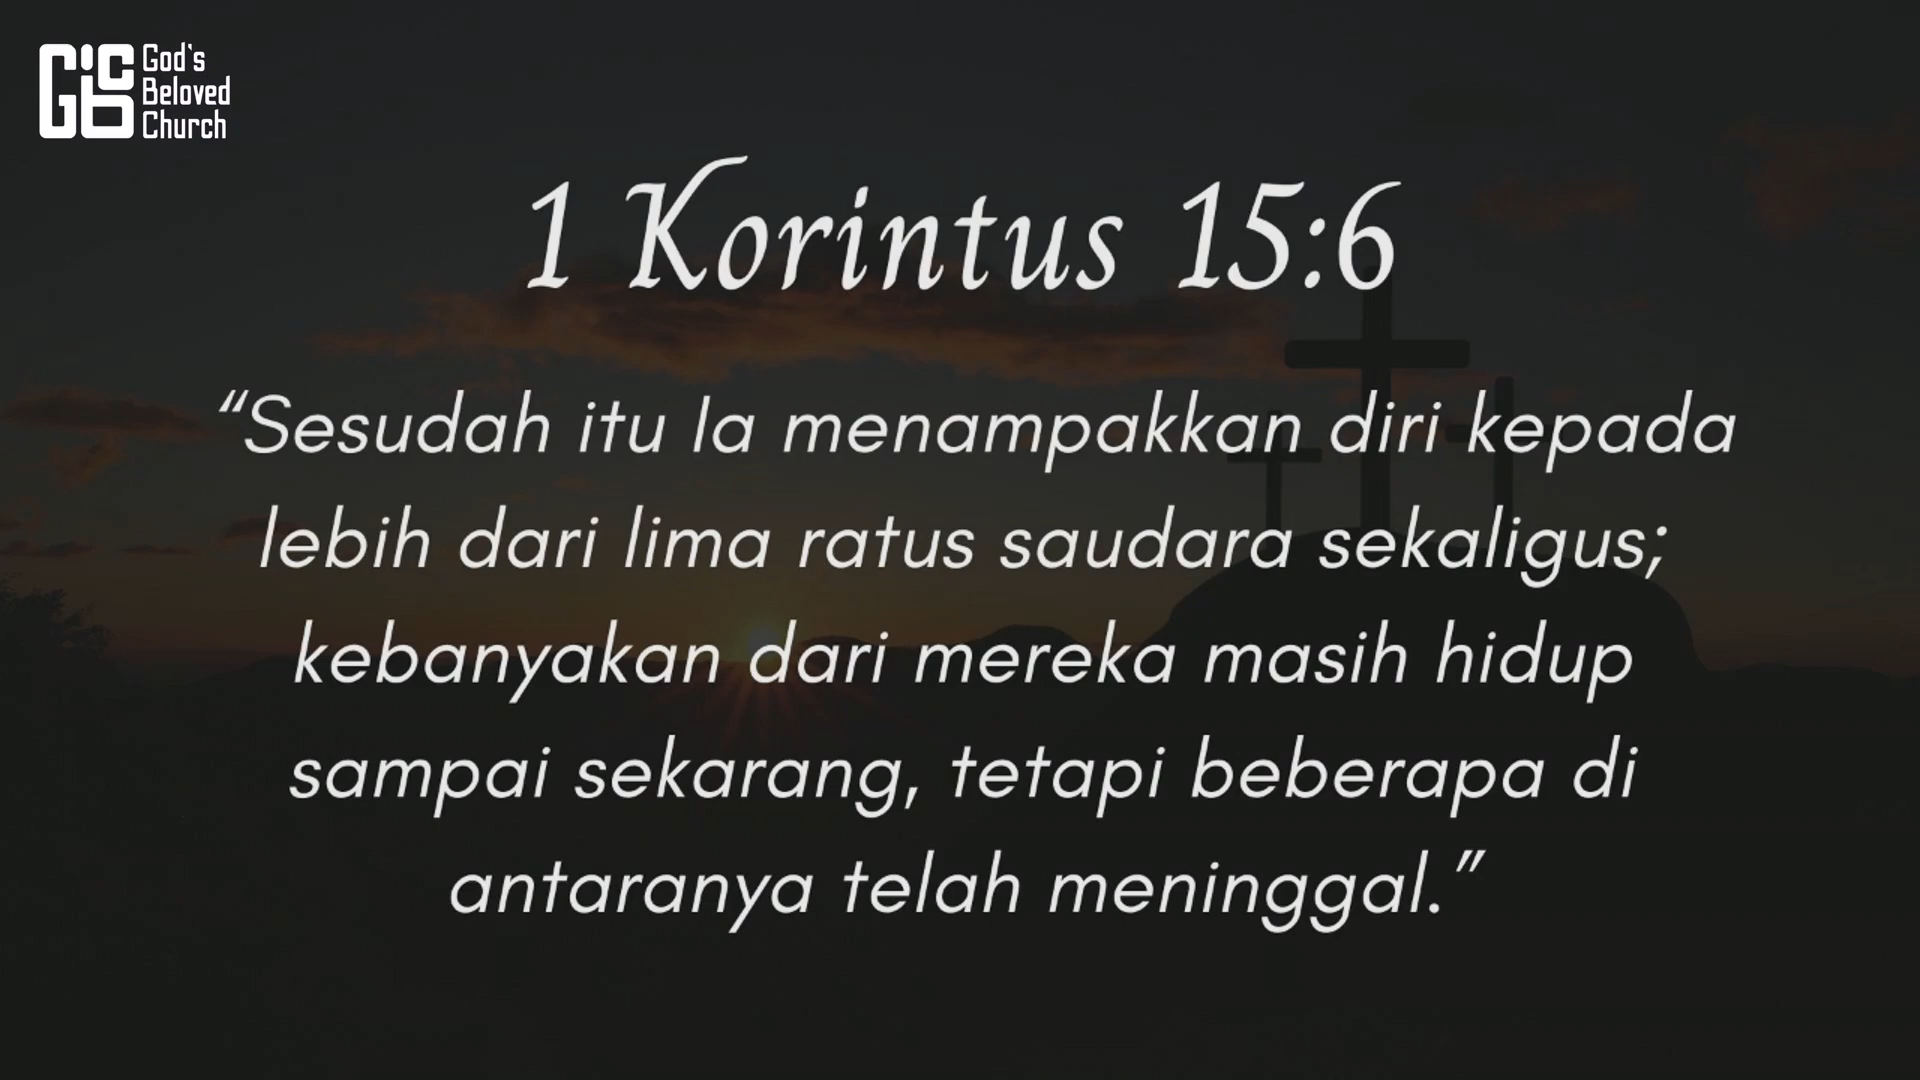 God's
Beloved
Church
1 Korintus 15:6
“Sesudah itu Ia menampakkan diri kepada
lebih dari lima ratus saudara sekaligus;
kebanyakan dari mereka masih hidup
sampai sekarang, tetapi beberapa di
antaranya telah meninggal.”